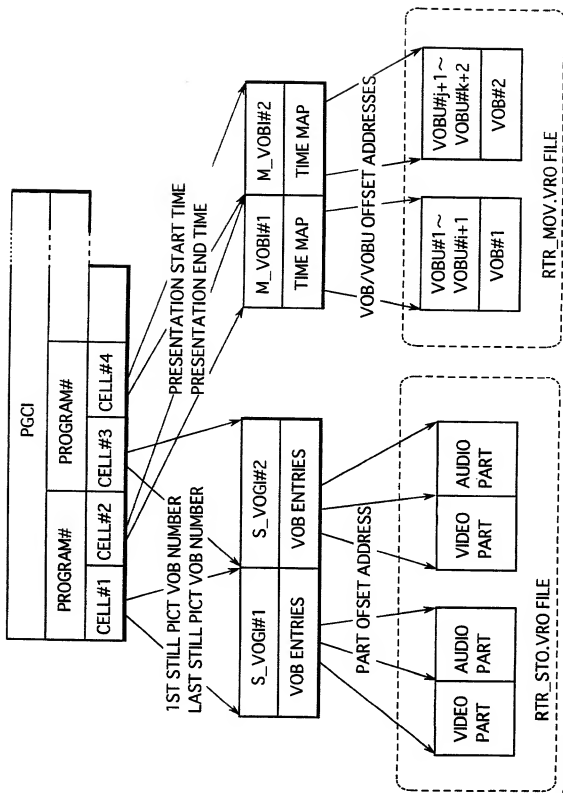 PGCI
PROGRAM#
PROGRAM#
CELL#1
CELL#2
CELL#3
CELL#4
1ST STILL PICT VOB NUMBER
LAST STILL PICT VOB NUMBER
PRESENTATION START TIME
PRESENTATION END TIME
S_VOGI#1
S_VOGI#2
VOB ENTRIES
VOB ENTRIES
M_VOBI#1
M_VOBI#2
TIME MAP
TIME MAP
PART OFSET ADDRESS
VOB/VOBU OFFSET ADDRESSES
VIDEO
PART
AUDIO
PART
VIDEO
PART
AUDIO
PART
VOBU#1~
VOBU#i+1
VOB#1
VOBU#j+1~
VOBU#k+2
VOB#2
RTR_STO.VRO FILE
RTR_MOV.VRO FILE